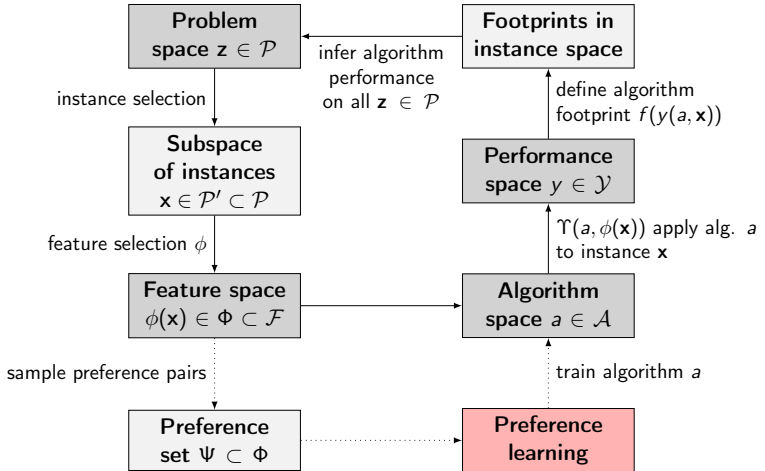 Problem
space z ∈ 𝒫
Footprints in
instance space
infer algorithm
performance
on all z ∈ 𝒫
instance selection
define algorithm
footprint f(y(a, x))
Subspace
of instances
x ∈ 𝒫′ ⊂ 𝒫
Performance
space y ∈ 𝒴
feature selection ϕ
ϒ(a, ϕ(x)) apply alg. a
to instance x
Feature space
ϕ(x) ∈ Φ ⊂ ℱ
Algorithm
space a ∈ 𝒜
sample preference pairs
train algorithm a
Preference
set Ψ ⊂ Φ
Preference
learning